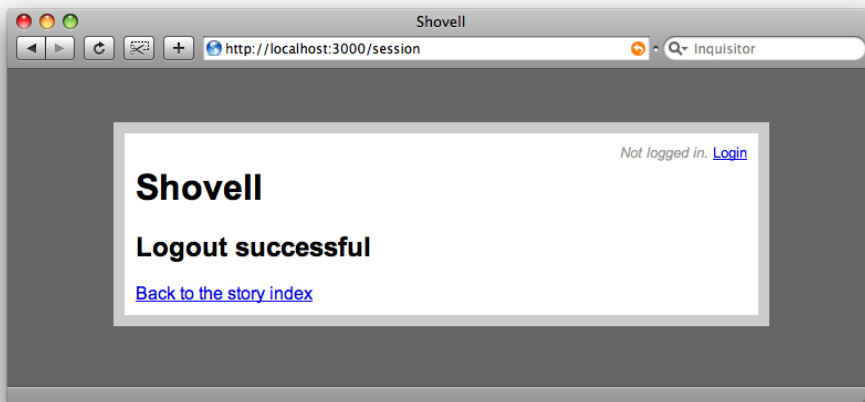 Shovell
http://localhost:3000/session
Inquisitor
Not logged in. Login
Shovell
Logout successful
Back to the story index